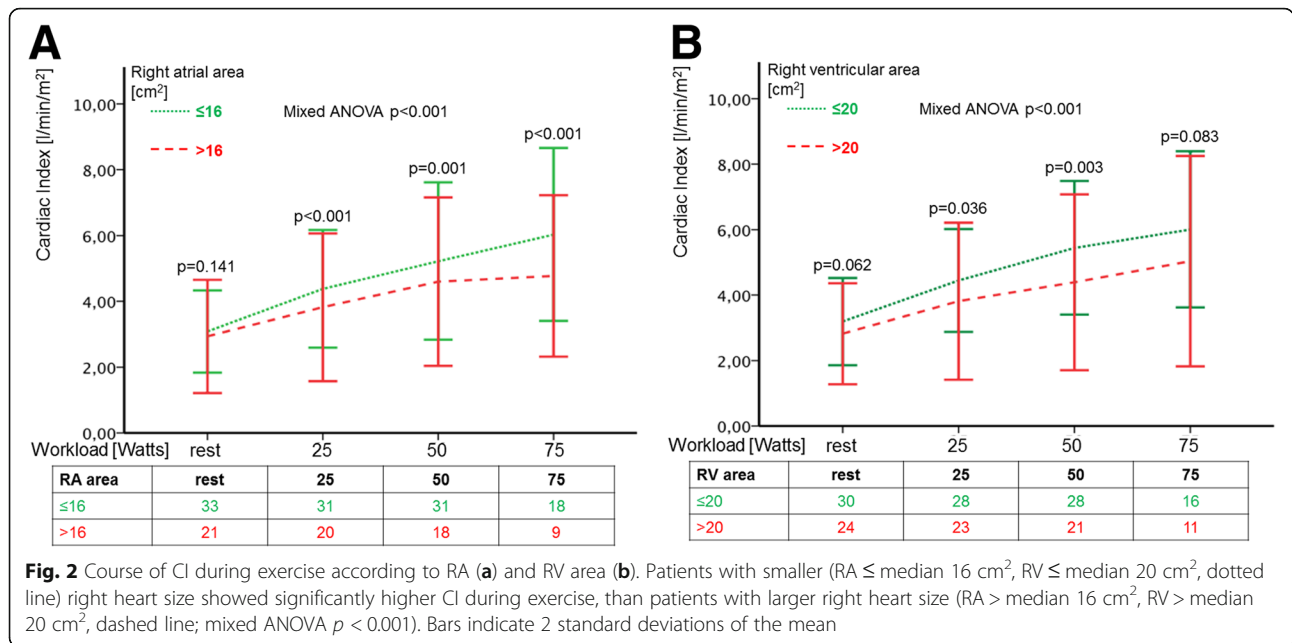 A
Cardiac Index [l/min/m²]
Right atrial area
[cm²]
≤16
>16
Mixed ANOVA p<0.001
10,00
8,00
6,00
4,00
2,00
0,00
p=0.141
p<0.001
p=0.001
p<0.001
Workload [Watts] rest 25 50 75
RA area rest 25 50 75
≤16 33 31 31 18
>16 21 20 18 9
B
Cardiac Index [l/min/m²]
Right ventricular area
[cm²]
≤20
>20
Mixed ANOVA p<0.001
10,00
8,00
6,00
4,00
2,00
0,00
p=0.062
p=0.036
p=0.003
p=0.083
Workload [Watts] rest 25 50 75
RV area rest 25 50 75
≤20 30 28 28 16
>20 24 23 21 11
Fig. 2 Course of CI during exercise according to RA (a) and RV area (b). Patients with smaller (RA ≤ median 16 cm², RV ≤ median 20 cm², dotted
line) right heart size showed significantly higher CI during exercise, than patients with larger right heart size (RA > median 16 cm², RV > median
20 cm², dashed line; mixed ANOVA p < 0.001). Bars indicate 2 standard deviations of the mean